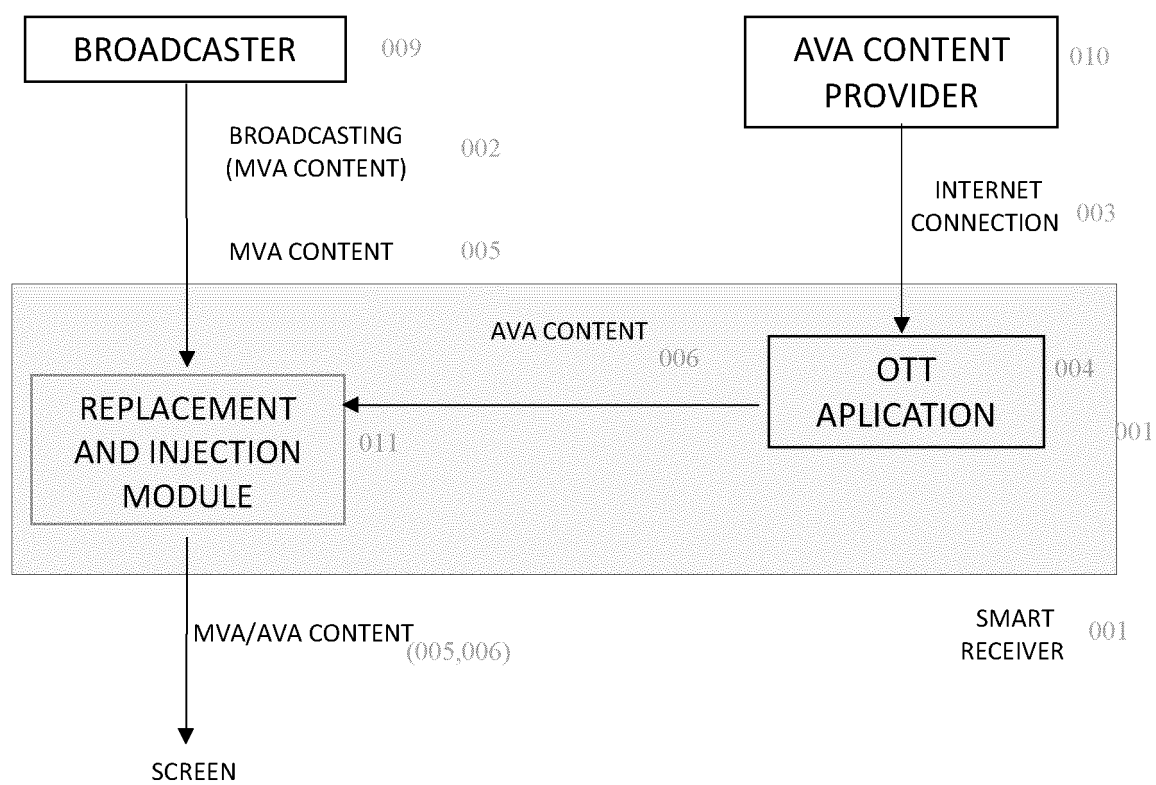 BROADCASTER 009
AVA CONTENT
PROVIDER
010
BROADCASTING
(MVA CONTENT)
002
INTERNET
CONNECTION
003
MVA CONTENT 005
AVA CONTENT
006
OTT
APLICATION
004
REPLACEMENT
AND INJECTION
MODULE
011
001
MVA/AVA CONTENT
(005,006)
SMART
RECEIVER
001
SCREEN